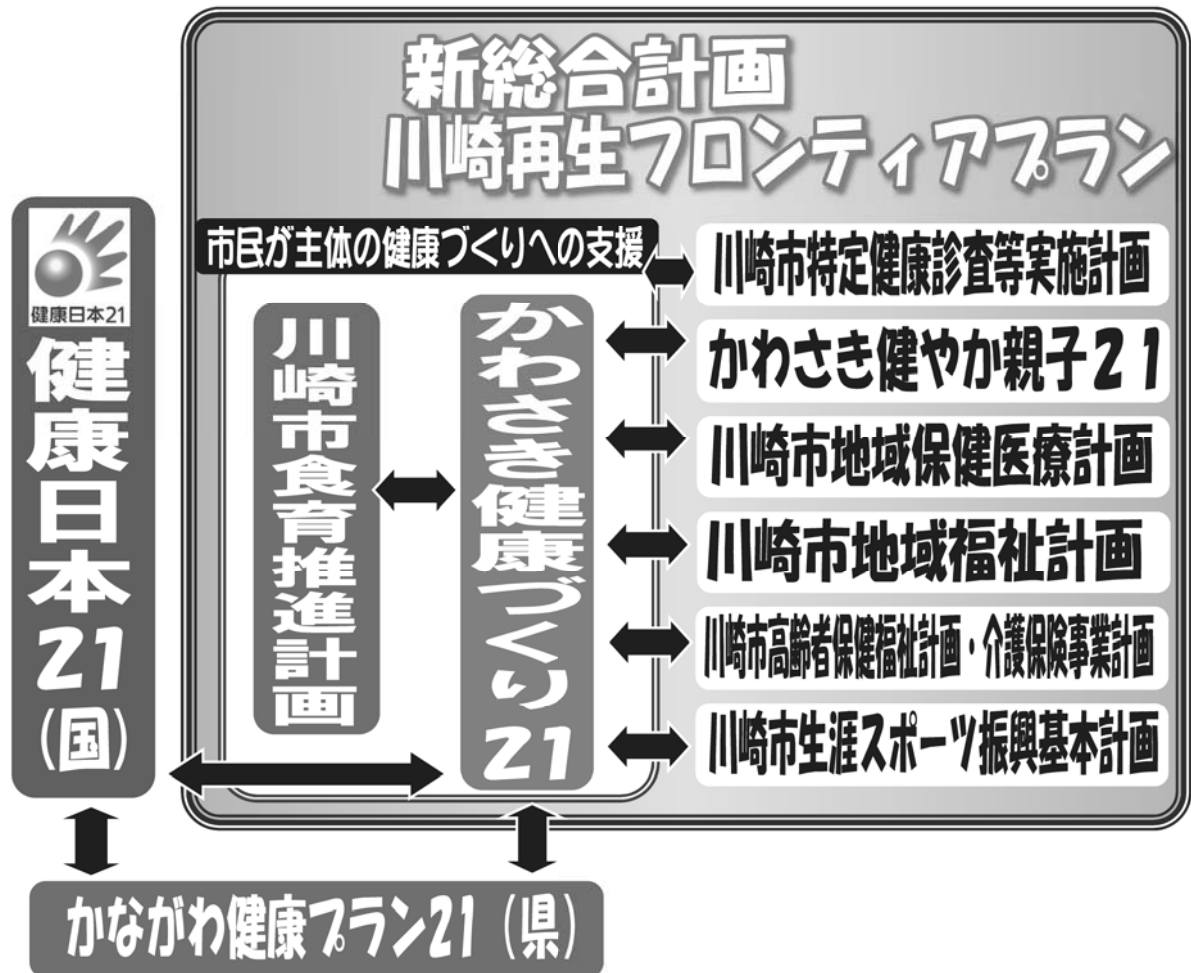 新総合計画
川崎再生フロンティアプラン
健康日本21
健康日本21(国)
市民が主体の健康づくりへの支援
川崎市食育推進計画
かわさき健康づくり21
川崎市特定健康診査等実施計画
かわさき健やか親子21
川崎市地域保健医療計画
川崎市地域福祉計画
川崎市高齢者保健福祉計画・介護保険事業計画
川崎市生涯スポーツ振興基本計画
かながわ健康プラン21(県)